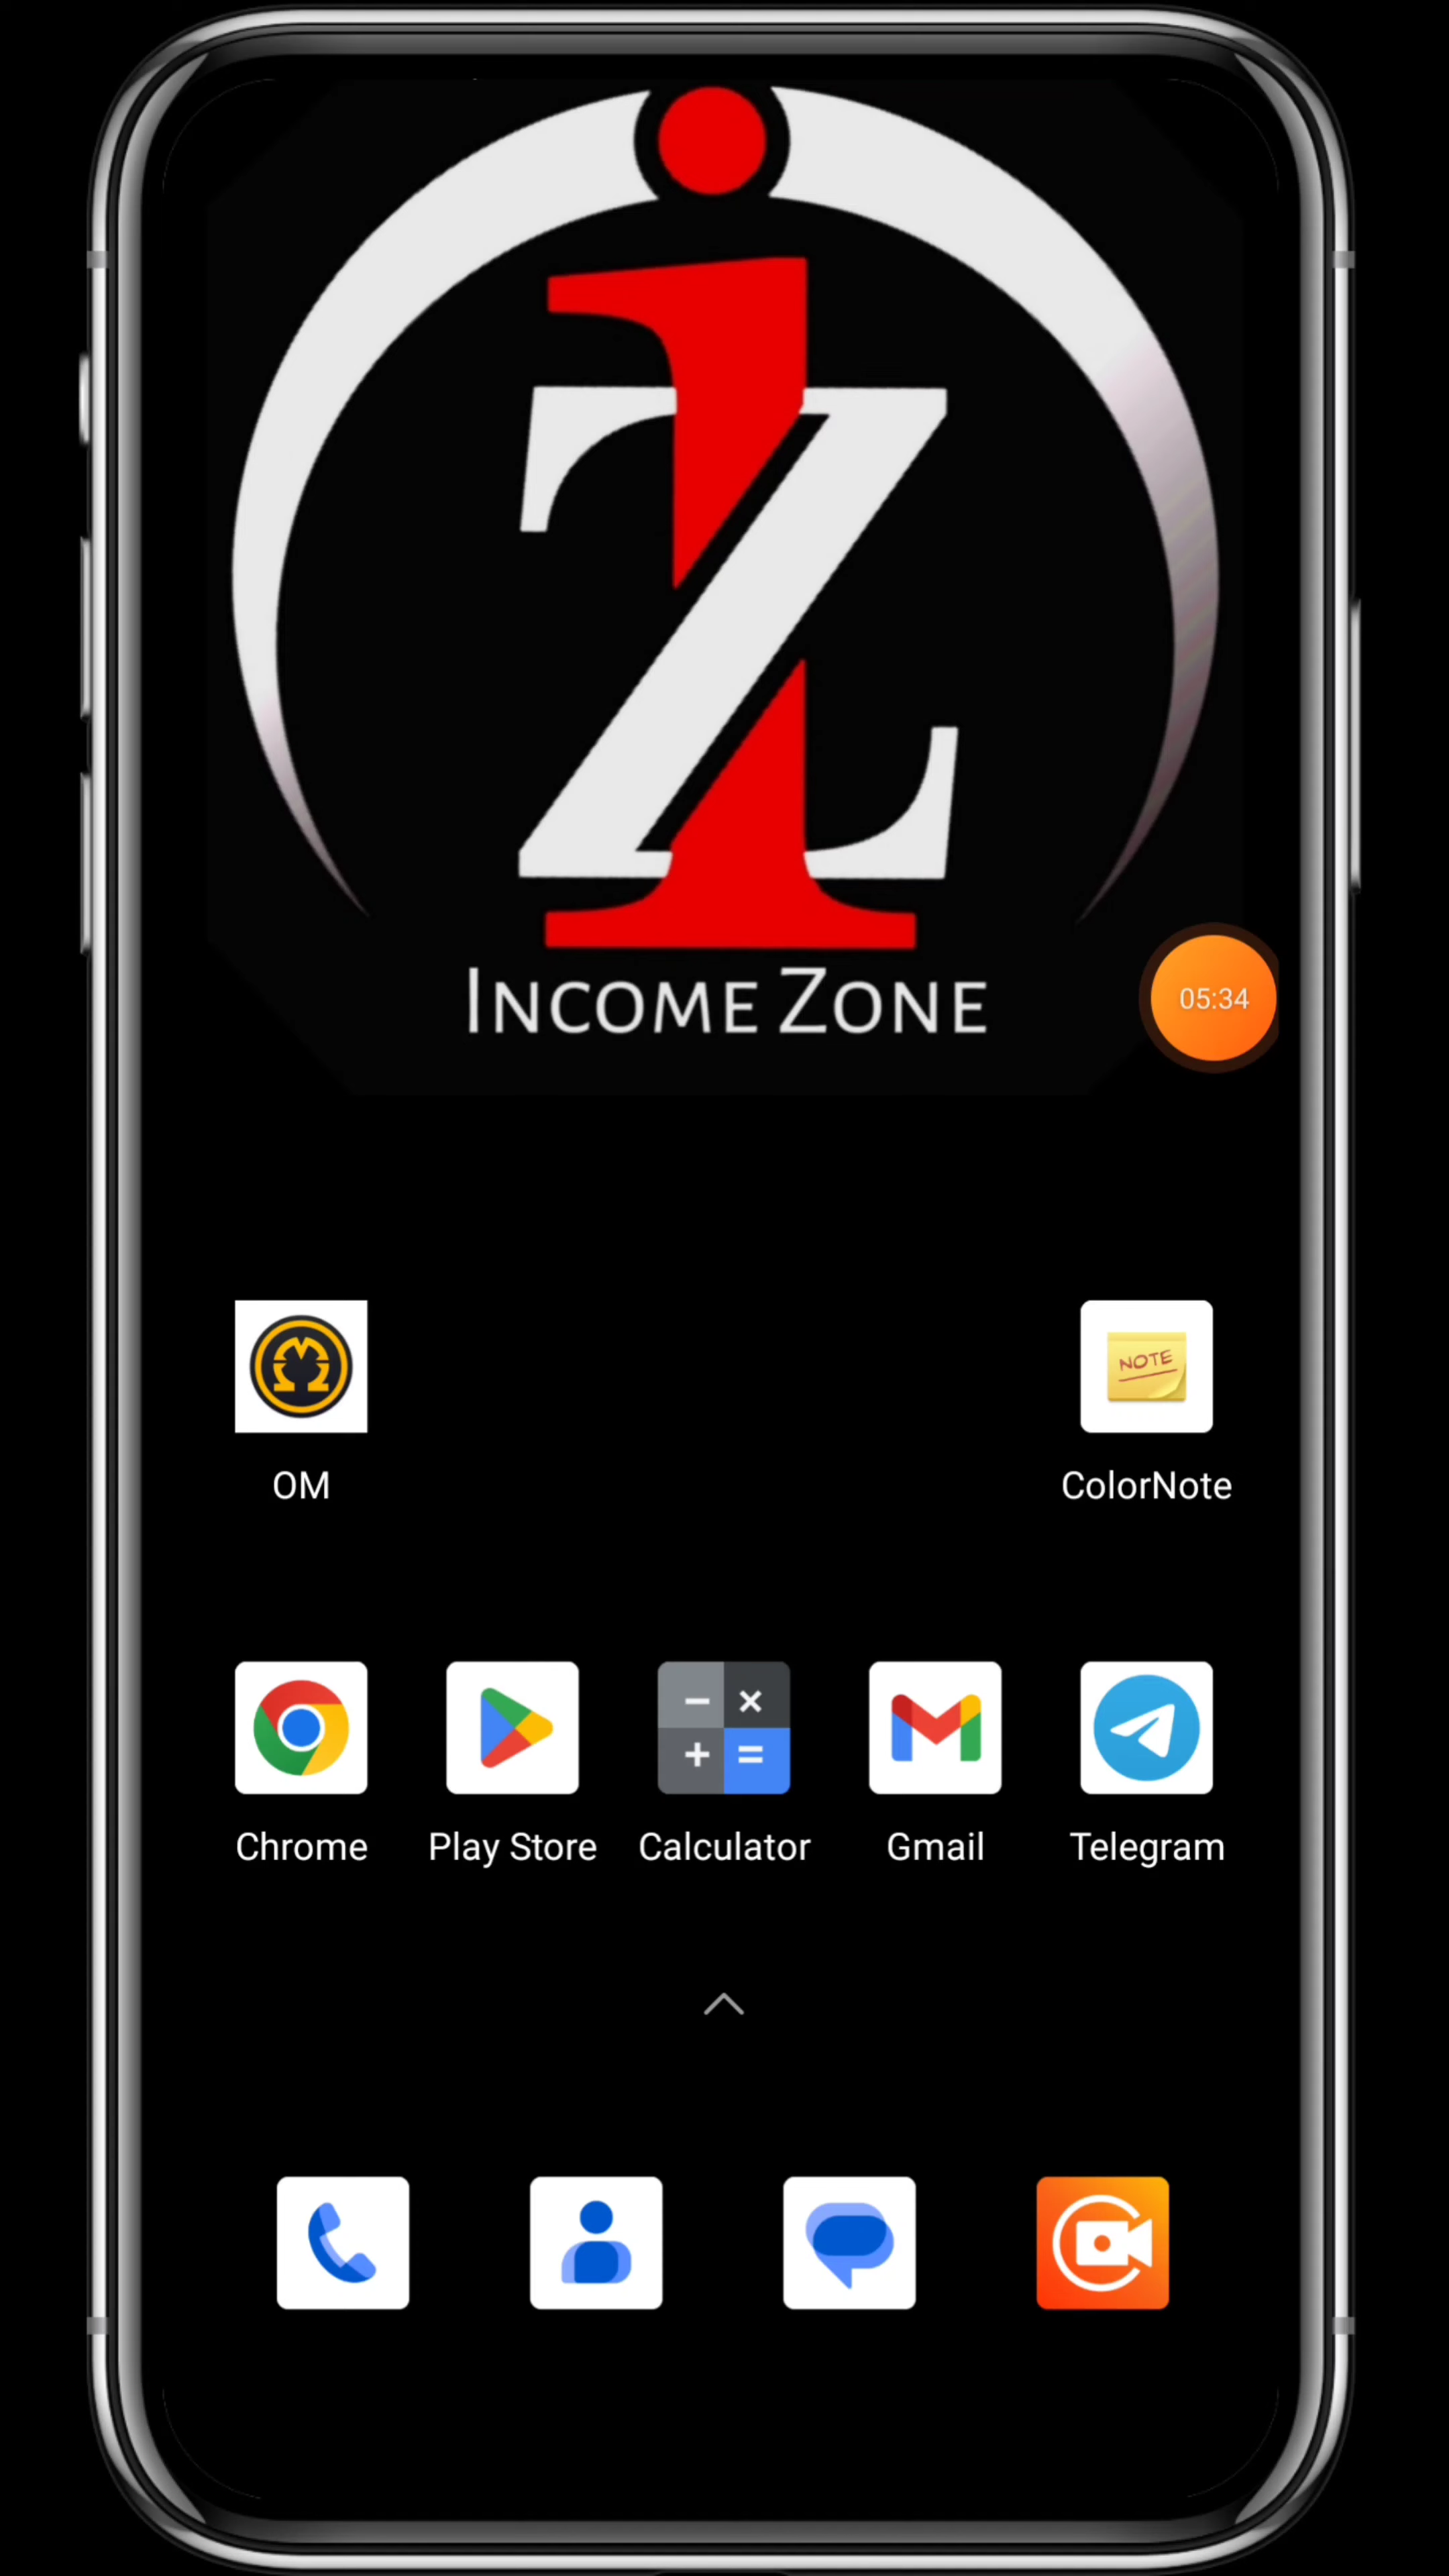 INCOME ZONE
05:34
NOTE
OM
ColorNote
Chrome
Play Store
Calculator
Gmail
Telegram